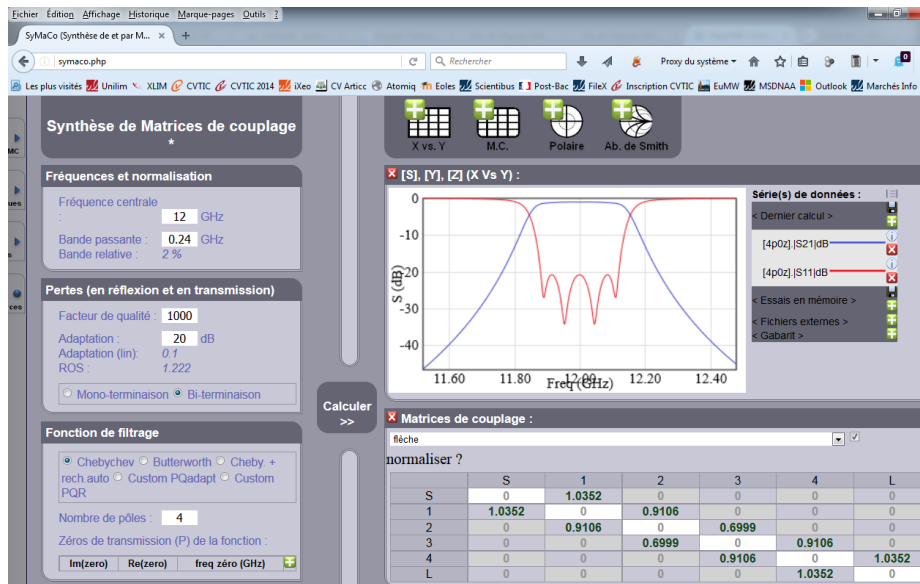 Fichier Édition Affichage Historique Marque-pages Outils ?
SyMaCo (Synthèse de et par M... × +
symaco.php
Rechercher
Proxy du système
Les plus visités Unilim XLIM CVTIC CVTIC 2014 iXeo CV Articc Atomiq Eoles Scientibus Post-Bac FileX Inscription CVTIC EuMW MSDNAA Outlook Marchés Info
Synthèse de Matrices de couplage
*
X vs. Y M.C. Polaire Ab. de Smith
MC
ues
s
ces
Fréquences et normalisation
Fréquence centrale
: 12 GHz
Bande passante : 0.24 GHz
Bande relative : 2 %
Pertes (en réflexion et en transmission)
Facteur de qualité : 1000
Adaptation : 20 dB
Adaptation (lin): 0.1
ROS : 1.222
Mono-terminaison Bi-terminaison
Fonction de filtrage
Chebychev Butterworth Cheby. +
rech.auto Custom PQadapt Custom
PQR
Nombre de pôles : 4
Zéros de transmission (P) de la fonction :
Im(zero) Re(zero) freq zéro (GHz)
Calculer
>>
[S], [Y], [Z] (X Vs Y) :
0
-10
-20
-30
-40
S (dB)
11.60 11.80 12.00 12.20 12.40
Freq (GHz)
Série(s) de données :
< Dernier calcul >
[4p0z].|S21|dB
[4p0z].|S11|dB
< Essais en mémoire >
< Fichiers externes >
< Gabarit >
Matrices de couplage :
flèche
normaliser ?
S 1 2 3 4 L
S 0 1.0352 0 0 0 0
1 1.0352 0 0.9106 0 0 0
2 0 0.9106 0 0.6999 0 0
3 0 0 0.6999 0 0.9106 0
4 0 0 0 0.9106 0 1.0352
L 0 0 0 0 1.0352 0